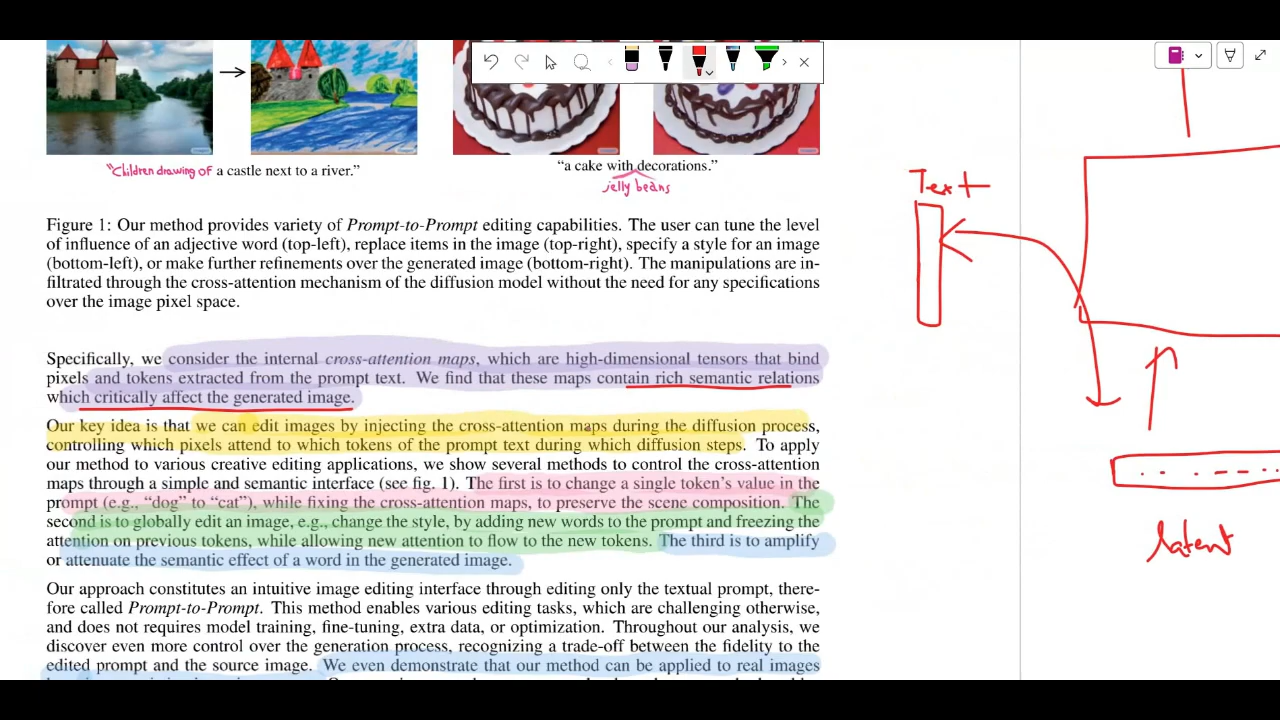 "Children drawing of a castle next to a river."
"a cake with decorations."
jelly beans
Figure 1: Our method provides variety of Prompt-to-Prompt editing capabilities. The user can tune the level
of influence of an adjective word (top-left), replace items in the image (top-right), specify a style for an image
(bottom-left), or make further refinements over the generated image (bottom-right). The manipulations are in-
filtrated through the cross-attention mechanism of the diffusion model without the need for any specifications
over the image pixel space.
Specifically, we consider the internal cross-attention maps, which are high-dimensional tensors that bind
pixels and tokens extracted from the prompt text. We find that these maps contain rich semantic relations
which critically affect the generated image.
Our key idea is that we can edit images by injecting the cross-attention maps during the diffusion process,
controlling which pixels attend to which tokens of the prompt text during which diffusion steps. To apply
our method to various creative editing applications, we show several methods to control the cross-attention
maps through a simple and semantic interface (see fig. 1). The first is to change a single token's value in the
prompt (e.g., "dog" to "cat"), while fixing the cross-attention maps, to preserve the scene composition. The
second is to globally edit an image, e.g., change the style, by adding new words to the prompt and freezing the
attention on previous tokens, while allowing new attention to flow to the new tokens. The third is to amplify
or attenuate the semantic effect of a word in the generated image.
Our approach constitutes an intuitive image editing interface through editing only the textual prompt, there-
fore called Prompt-to-Prompt. This method enables various editing tasks, which are challenging otherwise,
and does not requires model training, fine-tuning, extra data, or optimization. Throughout our analysis, we
discover even more control over the generation process, recognizing a trade-off between the fidelity to the
edited prompt and the source image. We even demonstrate that our method can be applied to real images
Text
latent